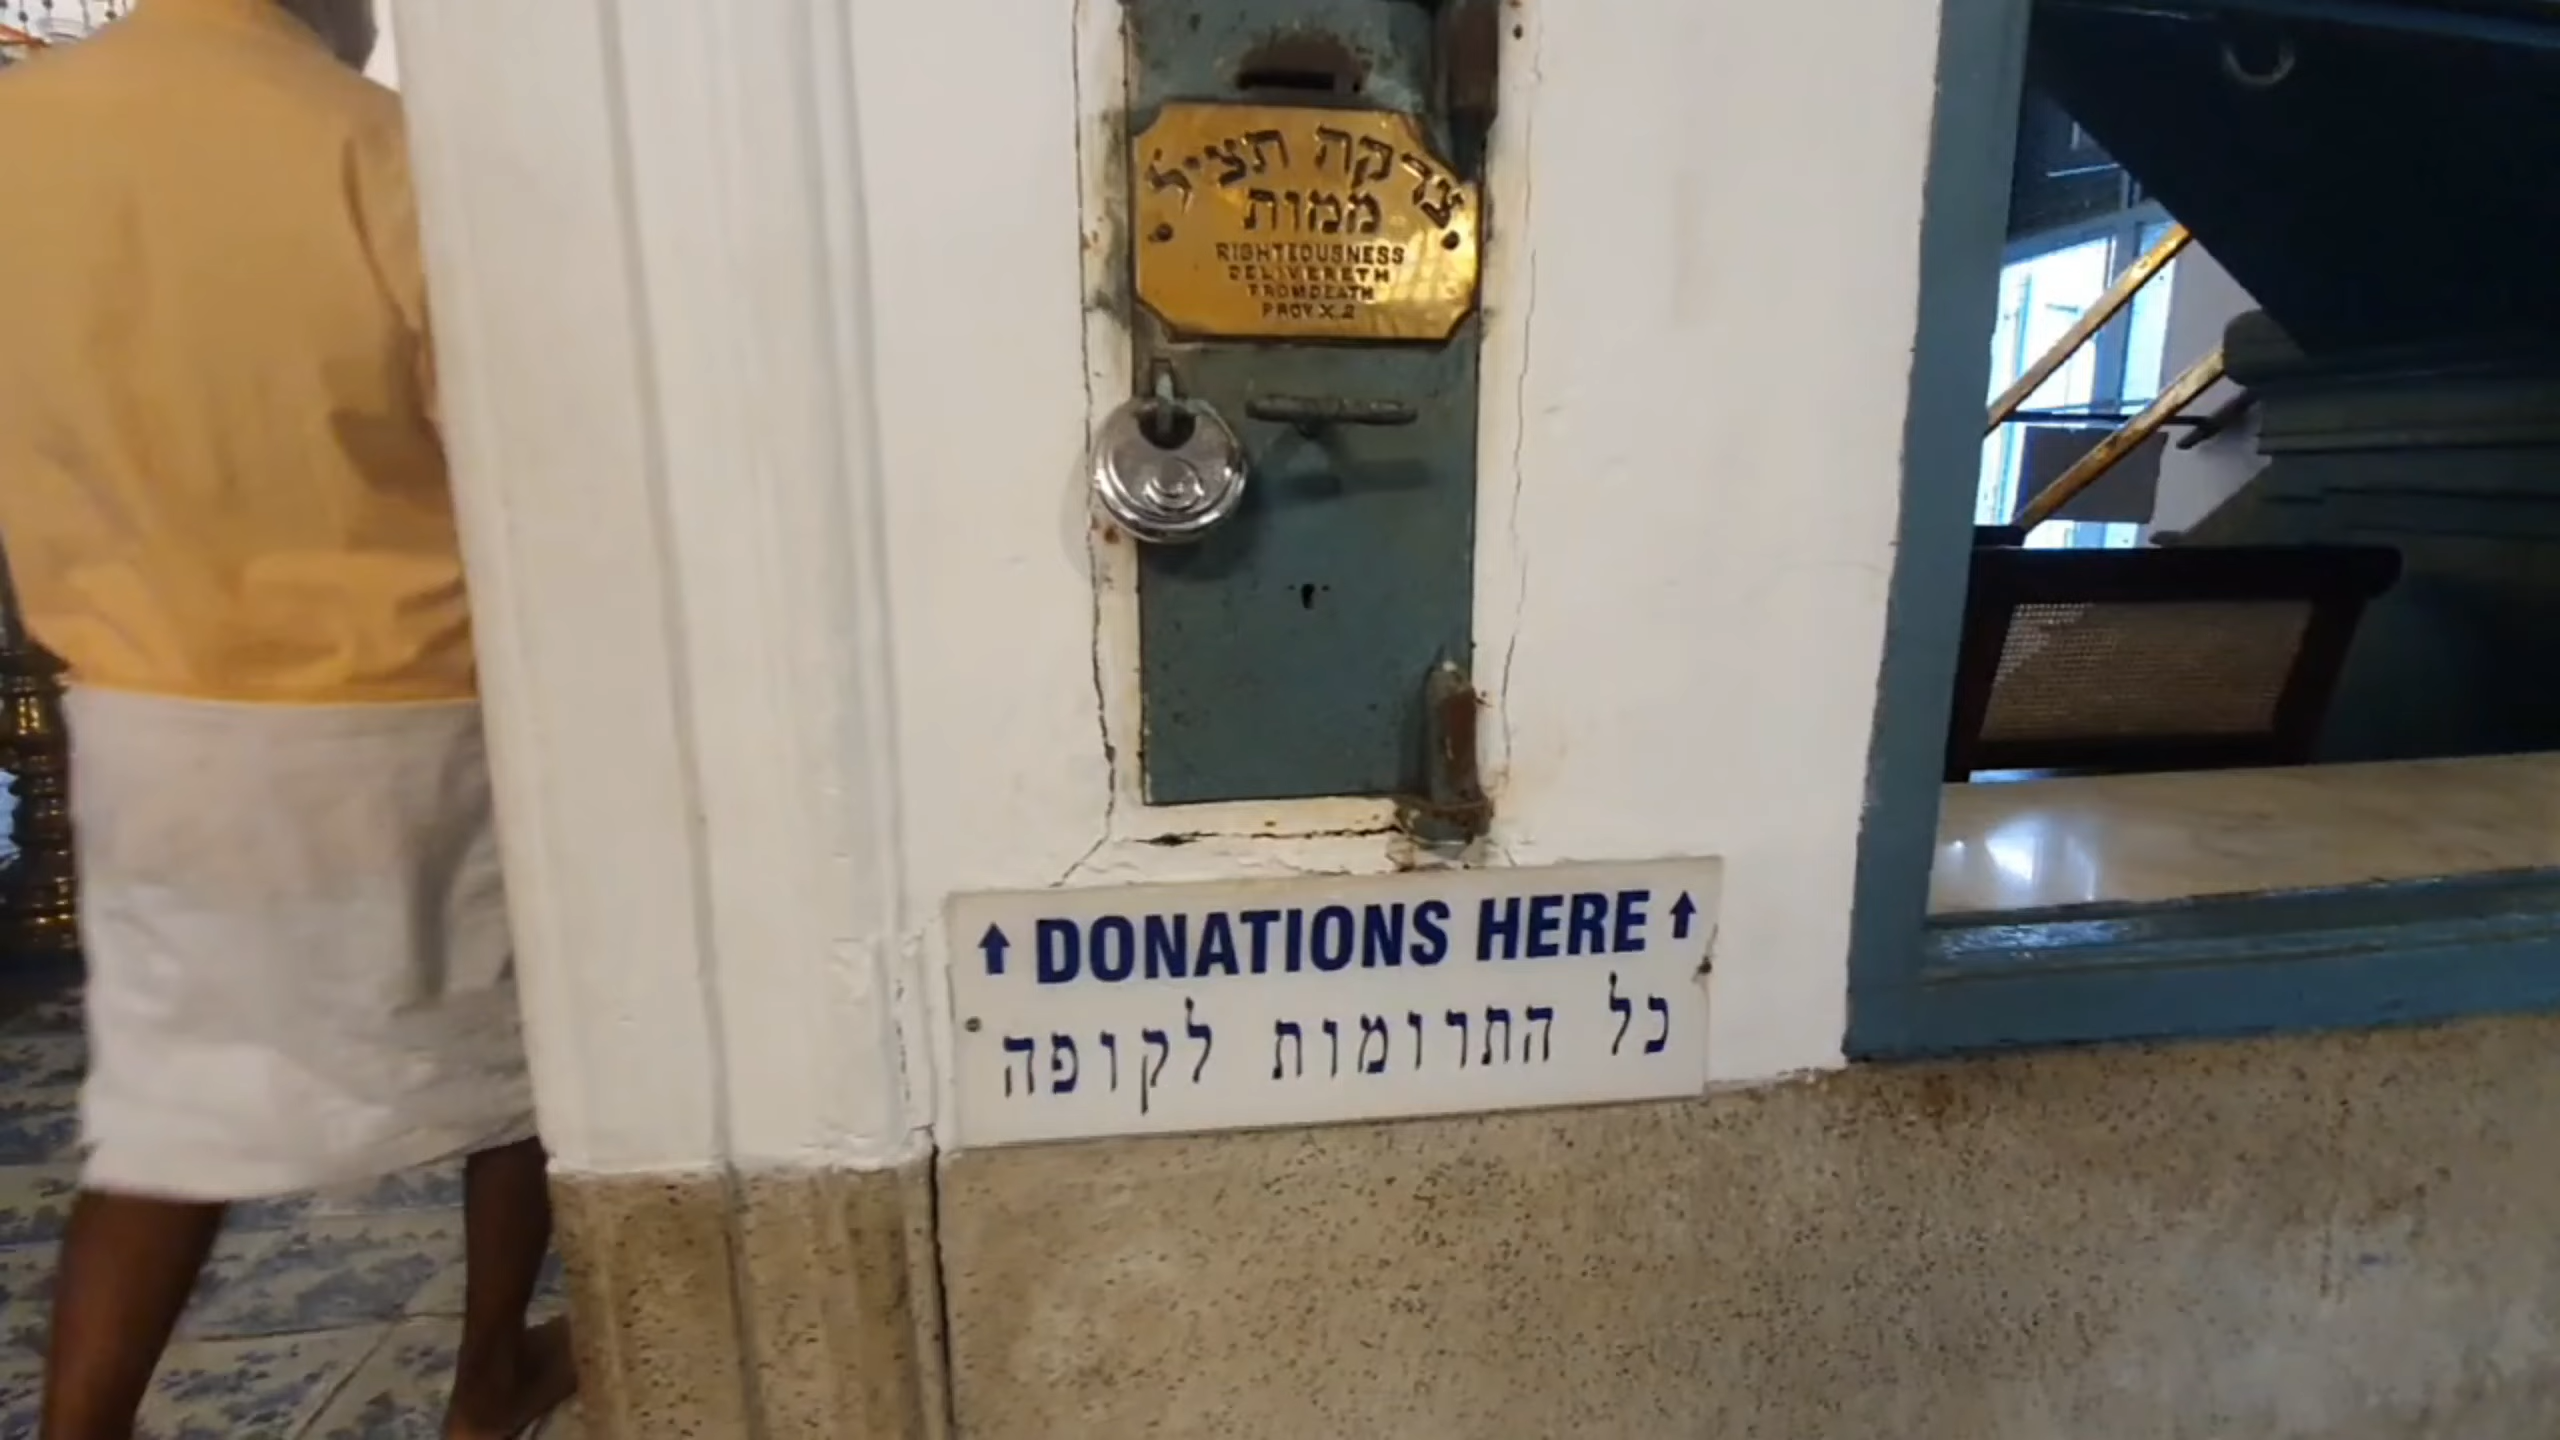 צדקה תציל
ממות
RIGHTEOUSNESS
DELIVERETH
FROM DEATH
PROV. X. 2
↑ DONATIONS HERE ↑
כל התרומות לקופה